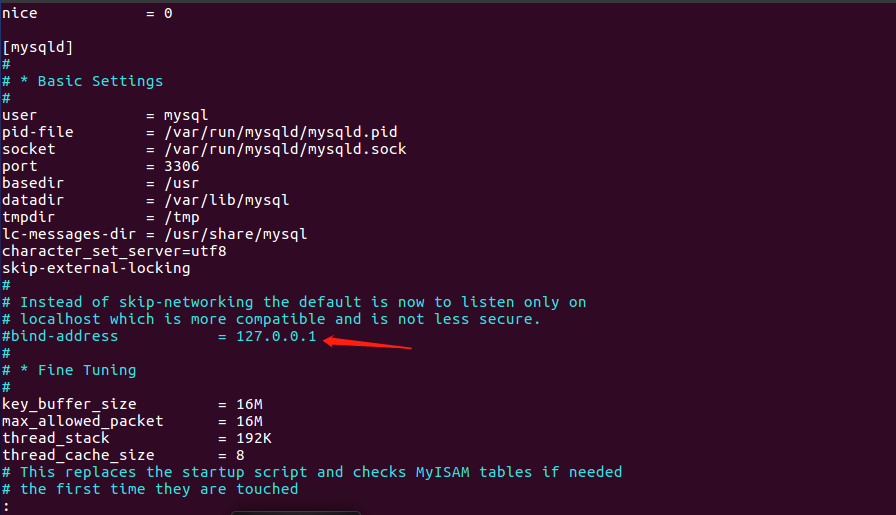 nice            = 0
[mysqld]
#
# * Basic Settings
#
user            = mysql
pid-file        = /var/run/mysqld/mysqld.pid
socket          = /var/run/mysqld/mysqld.sock
port            = 3306
basedir         = /usr
datadir         = /var/lib/mysql
tmpdir          = /tmp
lc-messages-dir = /usr/share/mysql
character_set_server=utf8
skip-external-locking
#
# Instead of skip-networking the default is now to listen only on
# localhost which is more compatible and is not less secure.
#bind-address           = 127.0.0.1
#
# * Fine Tuning
#
key_buffer_size         = 16M
max_allowed_packet      = 16M
thread_stack            = 192K
thread_cache_size       = 8
# This replaces the startup script and checks MyISAM tables if needed
# the first time they are touched
: